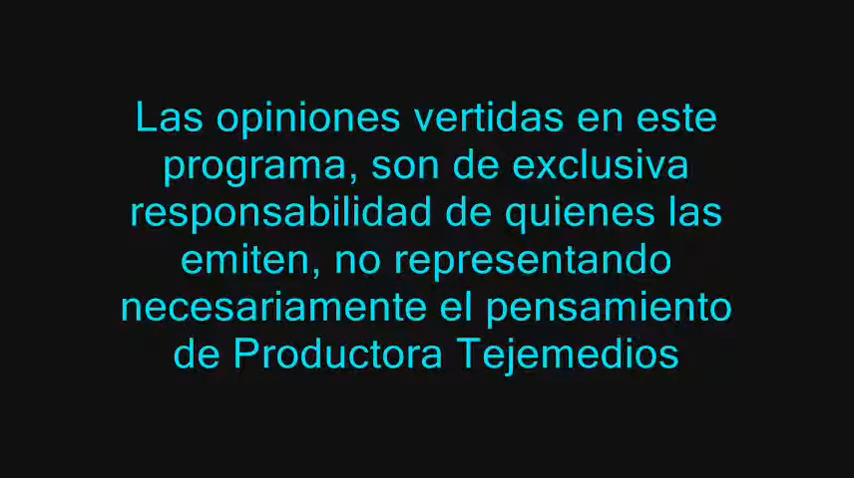 Las opiniones vertidas en este
programa, son de exclusiva
responsabilidad de quienes las
emiten, no representando
necesariamente el pensamiento
de Productora Tejemedios